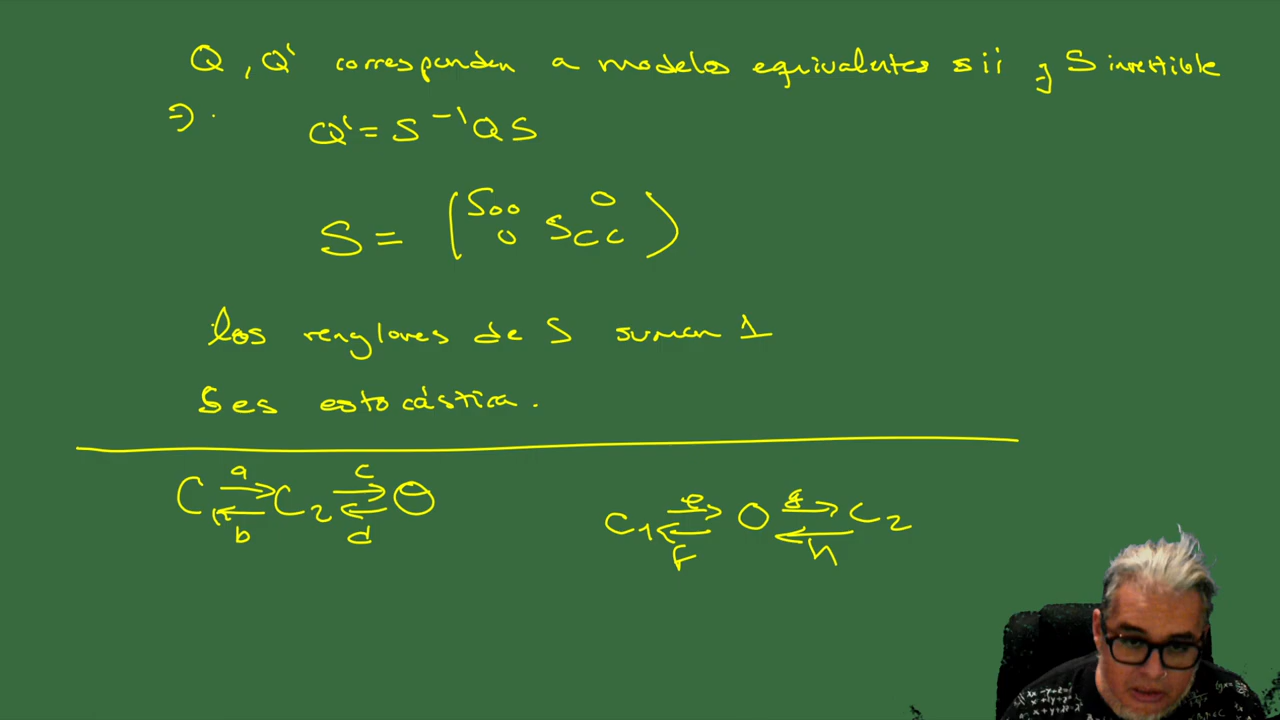 Q, Q' corresponden a modelos equivalentes sii ∃ S invertible
⇒ Q' = S⁻¹QS
S = ( S₀₀ 0
0 Scc )
los renglones de S suman 1
S es estocástica.
C₁ ⇄ C₂ ⇄ O
a c
b d
C₁ ⇄ O ⇄ C₂
e g
f h